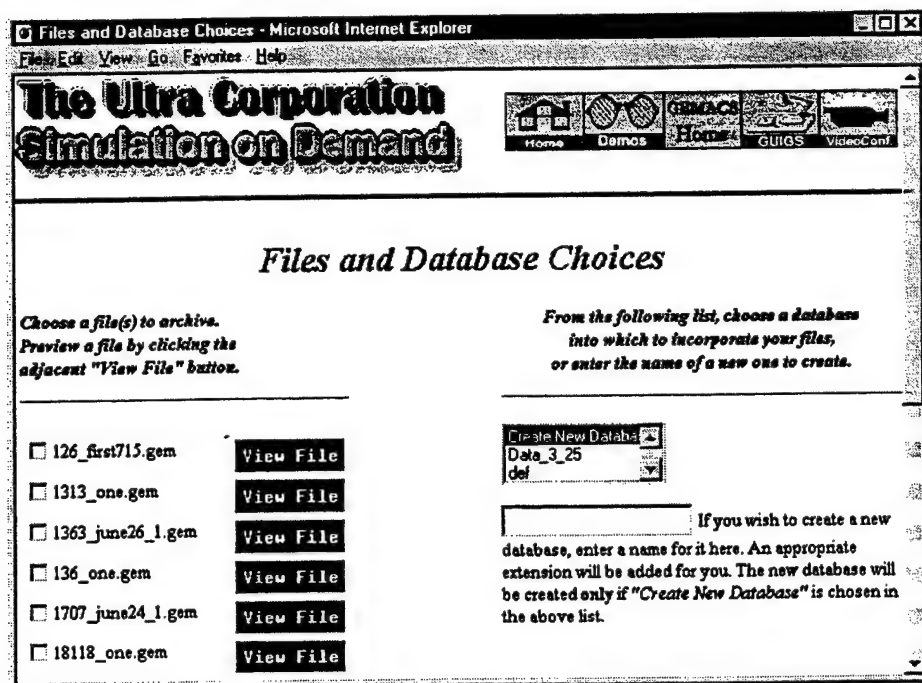 Files and Database Choices - Microsoft Internet Explorer
File Edit View Go Favorites Help
The Ultra Corporation
Simulation on Demand
Home Demos GEMACS Home GUIGS VideoConf.
Files and Database Choices
Choose a file(s) to archive.
Preview a file by clicking the
adjacent "View File" button.
From the following list, choose a database
into which to incorporate your files,
or enter the name of a new one to create.
126_first715.gem View File
1313_one.gem View File
1363_june26_1.gem View File
136_one.gem View File
1707_june24_1.gem View File
18118_one.gem View File
Create New Databa
Data_3_25
def
If you wish to create a new
database, enter a name for it here. An appropriate
extension will be added for you. The new database will
be created only if "Create New Database" is chosen in
the above list.